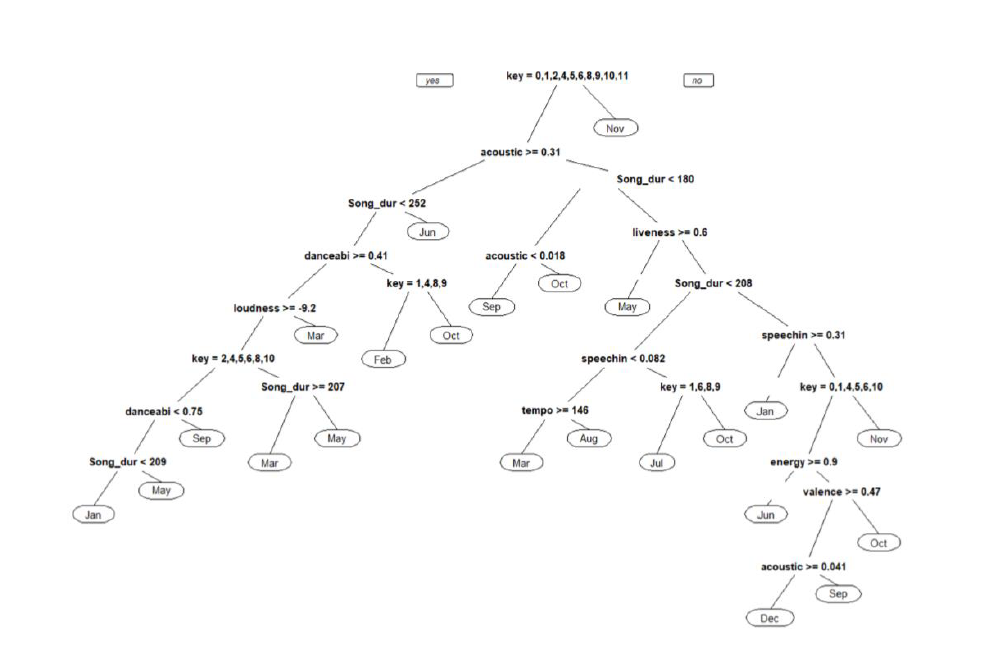 yes
key = 0,1,2,4,5,6,8,9,10,11
no
Nov
acoustic >= 0.31
Song_dur < 180
Song_dur < 252
Jun
liveness >= 0.6
danceabi >= 0.41
acoustic < 0.018
key = 1,4,8,9
Oct
Song_dur < 208
loudness >= -9.2
Sep
May
Mar
Oct
speechin >= 0.31
key = 2,4,5,6,8,10
Feb
speechin < 0.082
Song_dur >= 207
key = 1,6,8,9
key = 0,1,4,5,6,10
danceabi < 0.75
tempo >= 146
Jan
Sep
May
Aug
Oct
Nov
Song_dur < 209
Mar
Mar
Jul
energy >= 0.9
May
valence >= 0.47
Jan
Jun
Oct
acoustic >= 0.041
Sep
Dec